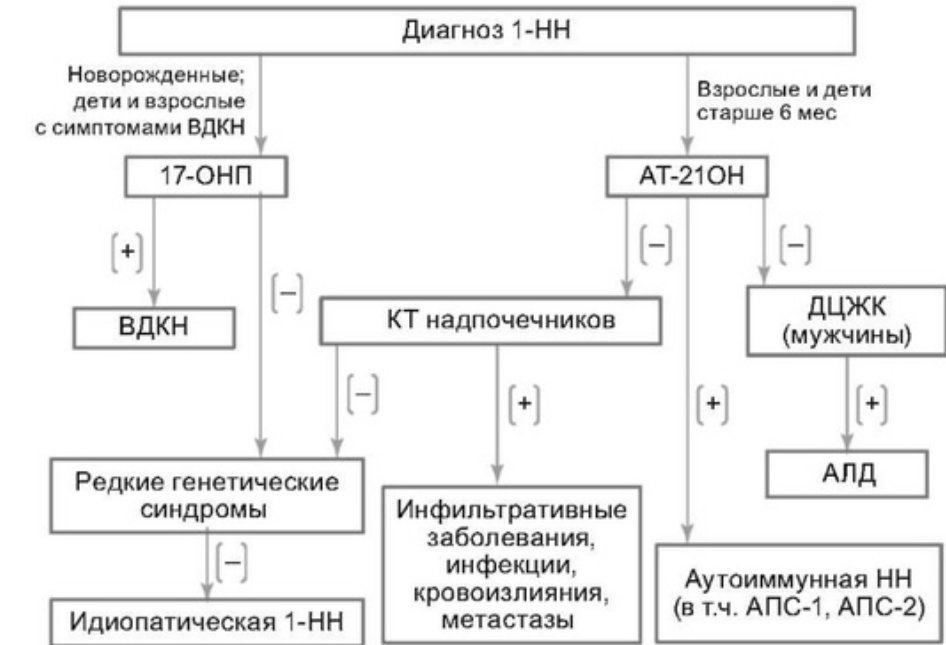 Диагноз 1-НН
Новорожденные;
дети и взрослые
с симптомами ВДКН
Взрослые и дети
старше 6 мес
17-ОНП
АТ-21ОН
(+)
(−)
(−)
(−)
ВДКН
КТ надпочечников
ДЦЖК
(мужчины)
(−)
(+)
(+)
(+)
Редкие генетические
синдромы
Инфильтративные
заболевания,
инфекции,
кровоизлияния,
метастазы
АЛД
(−)
Аутоиммунная НН
(в т.ч. АПС-1, АПС-2)
Идиопатическая 1-НН